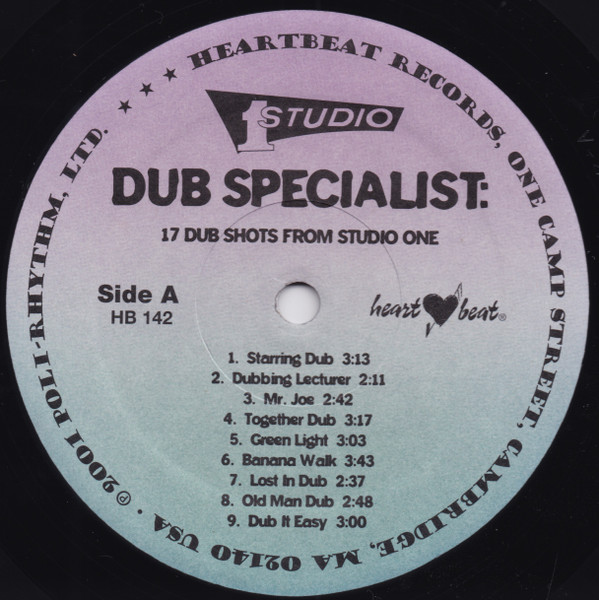 ★ ★ ★ HEARTBEAT RECORDS, ONE CAMP STREET, CAMBRIDGE, MA 02140 USA • ℗ 2001 POLI-RHYTHM, LTD.
1 STUDIO
DUB SPECIALIST:
17 DUB SHOTS FROM STUDIO ONE
Side A
HB 142
heart beat®
1. Starring Dub 3:13
2. Dubbing Lecturer 2:11
3. Mr. Joe 2:42
4. Together Dub 3:17
5. Green Light 3:03
6. Banana Walk 3:43
7. Lost In Dub 2:37
8. Old Man Dub 2:48
9. Dub It Easy 3:00